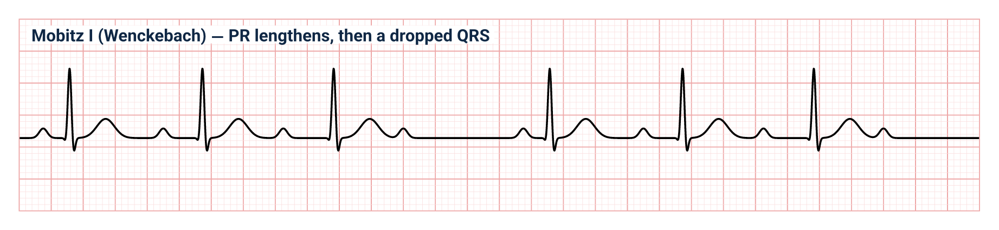 Mobitz I (Wenckebach) — PR lengthens, then a dropped QRS